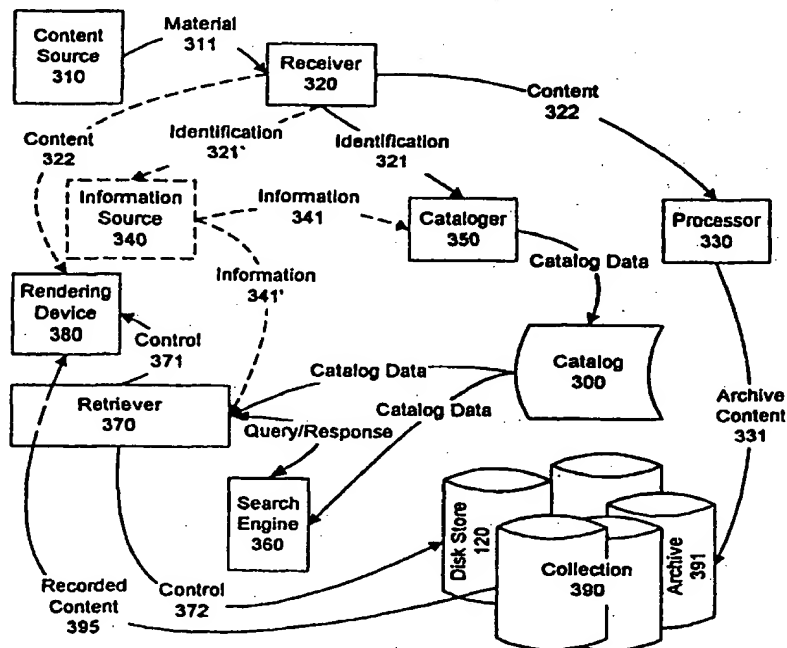 Content
Source
310
Material
311
Receiver
320
Content
322
Content
322
Identification
321'
Identification
321
Information
Source
340
Information
341
Cataloger
350
Processor
330
Information
341'
Catalog Data
Rendering
Device
380
Control
371
Catalog
300
Catalog Data
Catalog Data
Archive
Content
331
Retriever
370
Query/Response
Search
Engine
360
Disk Store
120
Collection
390
Archive
391
Recorded
Content
395
Control
372